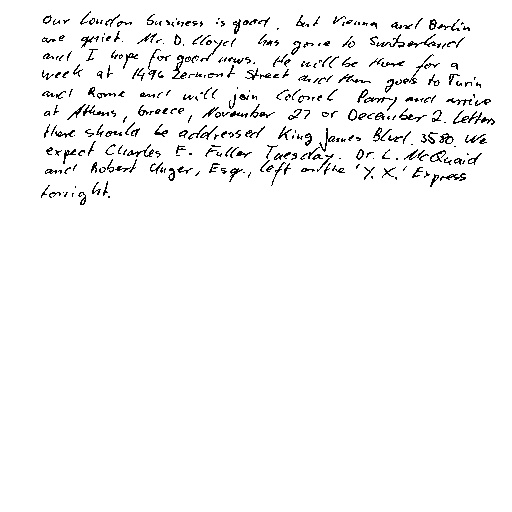 Our London business is good, but Vienna and Berlin
are quiet. Mr. D. Lloyd has gone to Switzerland
and I hope for good news. He will be there for a
week at 1496 Zermont Street and then goes to Turin
and Rome and will join Colonel Parry and arrive
at Athens, Greece, November 27 or December 2. Letters
there should be addressed King James Blvd. 3580. We
expect Charles E. Fuller Tuesday. Dr. L. McQuaid
and Robert Unger, Esq., left on the 'Y.X.' Express
tonight.